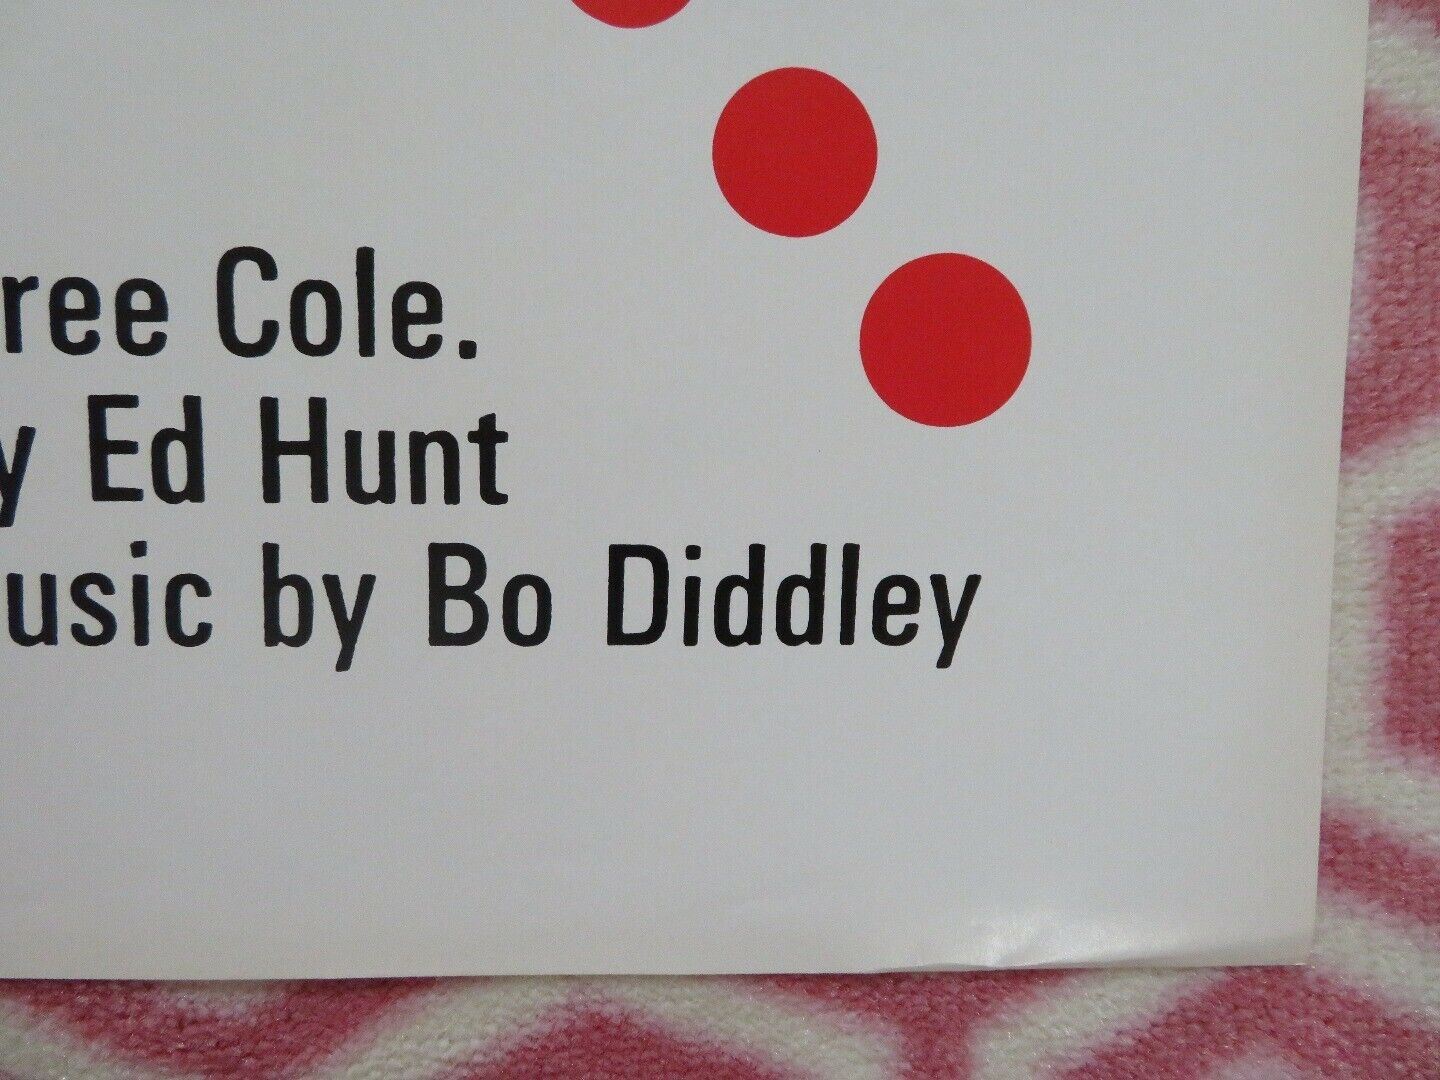 ree Cole.
y Ed Hunt
usic by Bo Diddley